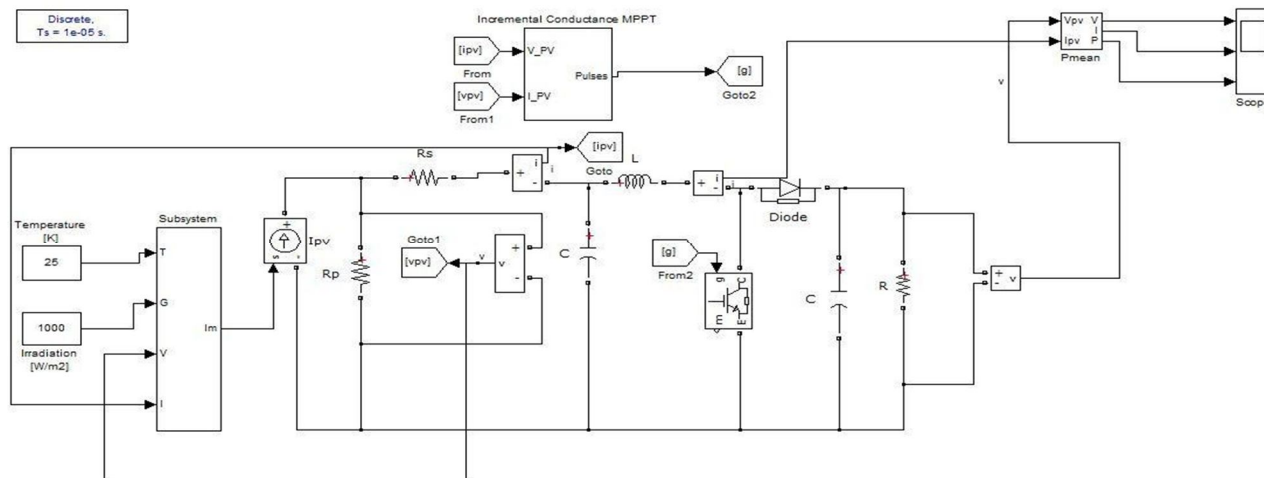 Discrete,
Ts = 1e-05 s.
Incremental Conductance MPPT
[ipv]
From
[vpv]
From1
V_PV
I_PV
Pulses
[g]
Goto2
Vpv
Ipv
V
I
P
Pmean
Scop
v
Rs
+
-
i
i
[ipv]
Goto
L
+
-
i
i
Diode
Temperature
[K]
25
1000
Irradiation
[W/m2]
Subsystem
T
G
V
I
Im
+
s
-
Ipv
Rp
Goto1
[vpv]
v
+
v
-
C
[g]
From2
g
C
m
E
C
R
+
-
v